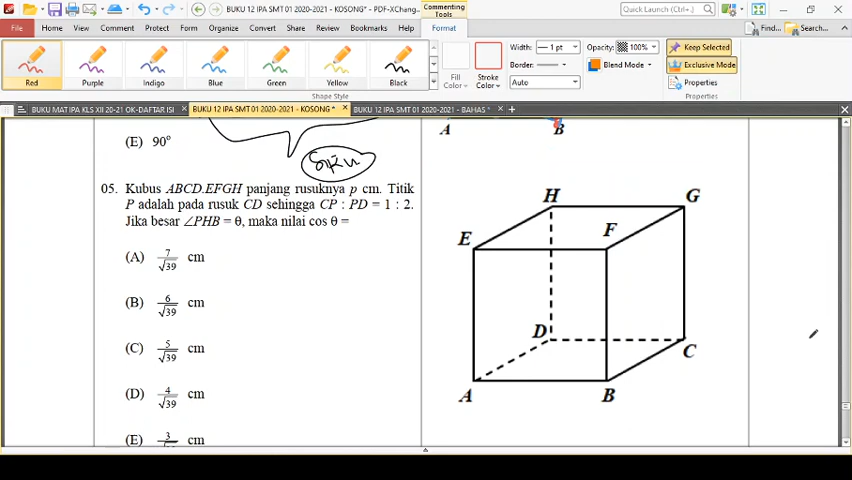 BUKU 12 IPA SMT 01 2020-2021 - KOSONG* - PDF-XChang
Commenting
Tools
Quick Launch (Ctrl+.)
File
Home
Convert
Comment
Protect
Form
Organize
Convert
Share
Review
Bookmarks
Help
Format
Find...
Search...
Red
Purple
Indigo
Blue
Green
Yellow
Black
Shape Style
Fill
Color
Stroke
Color
Width:
1 pt
Opacity:
100%
Border:
Blend Mode
Auto
Keep Selected
Exclusive Mode
Properties
Properties
BUKU MAT IPA KLS XII 20-21 OK-DAFTAR ISI
BUKU 12 IPA SMT 01 2020-2021 - KOSONG *
BUKU 12 IPA SMT 01 2020-2021 - BAHAS *
(E) 90°
A
B
05. Kubus ABCD.EFGH panjang rusuknya p cm. Titik
P adalah pada rusuk CD sehingga CP : PD = 1 : 2.
Jika besar ∠PHB = θ, maka nilai cos θ =
(A) 7/√39 cm
(B) 6/√39 cm
(C) 5/√39 cm
(D) 4/√39 cm
(E) 3
cm
H
G
E
F
D
C
A
B